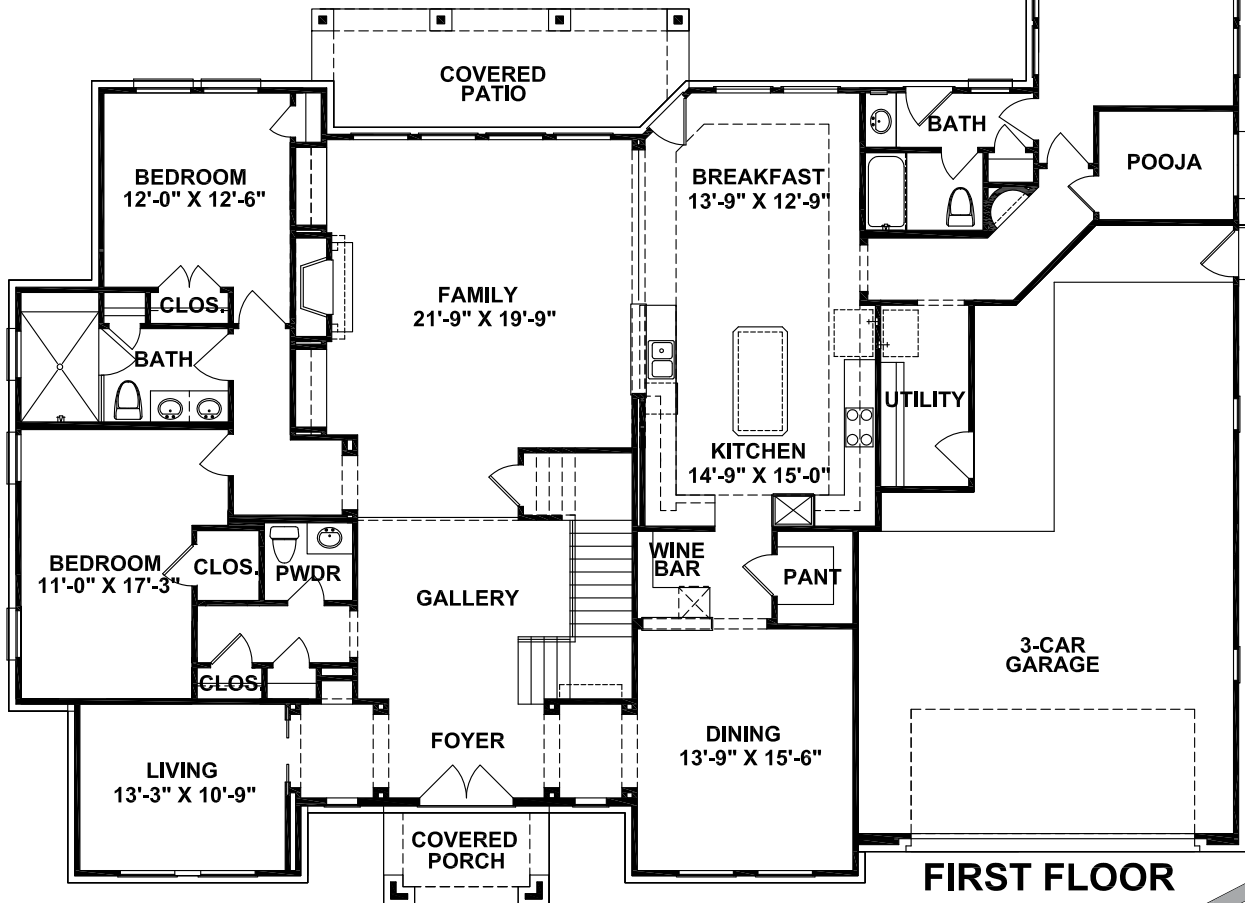 COVERED
PATIO
BATH
POOJA
BEDROOM
12'-0" X 12'-6"
BREAKFAST
13'-9" X 12'-9"
CLOS.
FAMILY
21'-9" X 19'-9"
BATH
UTILITY
KITCHEN
14'-9" X 15'-0"
BEDROOM
11'-0" X 17'-3"
CLOS.
PWDR
WINE
BAR
PANT
GALLERY
3-CAR
GARAGE
CLOS.
FOYER
DINING
13'-9" X 15'-6"
LIVING
13'-3" X 10'-9"
COVERED
PORCH
FIRST FLOOR